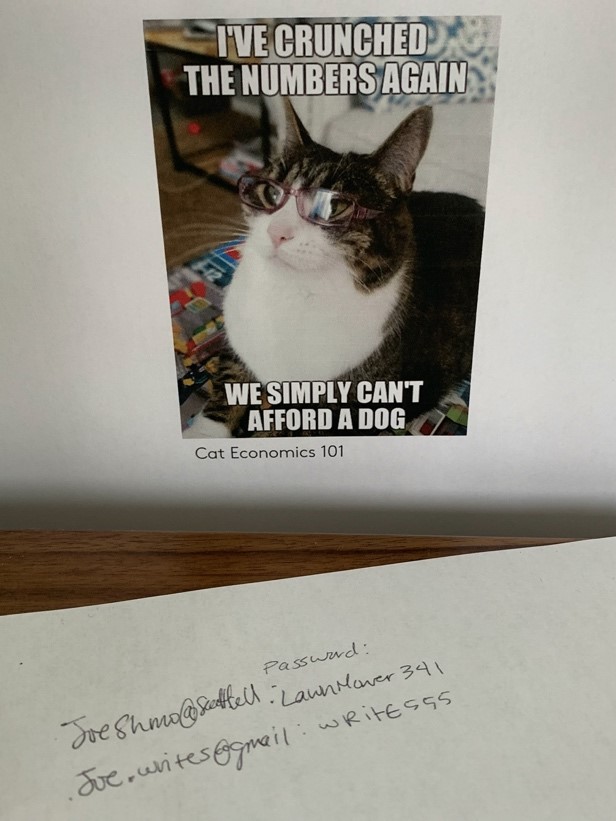 I'VE CRUNCHED
THE NUMBERS AGAIN
WE SIMPLY CAN'T
AFFORD A DOG
Cat Economics 101
Password:
JoeShmo@Seattell: LawnMower 341
Joe.writes@gmail: WRitE555